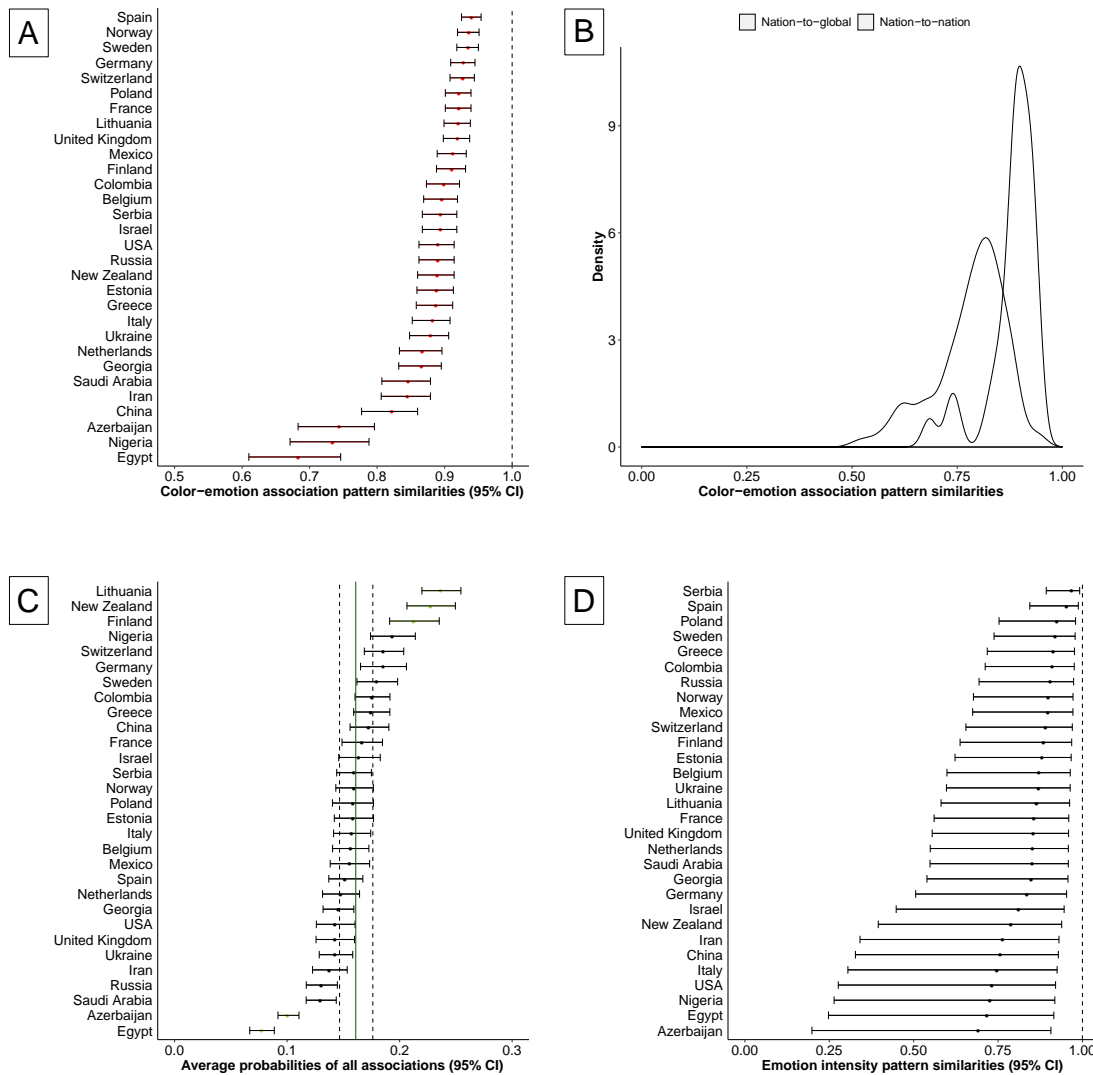 A
Spain
Norway
Sweden
Germany
Switzerland
Poland
France
Lithuania
United Kingdom
Mexico
Finland
Colombia
Belgium
Serbia
Israel
USA
Russia
New Zealand
Estonia
Greece
Italy
Ukraine
Netherlands
Georgia
Saudi Arabia
Iran
China
Azerbaijan
Nigeria
Egypt
0.5 0.6 0.7 0.8 0.9 1.0
Color−emotion association pattern similarities (95% CI)
B
Nation−to−global Nation−to−nation
Density
9
6
3
0
0.00 0.25 0.50 0.75 1.00
Color−emotion association pattern similarities
C
Lithuania
New Zealand
Finland
Nigeria
Switzerland
Germany
Sweden
Colombia
Greece
China
France
Israel
Serbia
Norway
Poland
Estonia
Italy
Belgium
Mexico
Spain
Netherlands
Georgia
USA
United Kingdom
Ukraine
Iran
Russia
Saudi Arabia
Azerbaijan
Egypt
0.0 0.1 0.2 0.3
Average probabilities of all associations (95% CI)
D
Serbia
Spain
Poland
Sweden
Greece
Colombia
Russia
Norway
Mexico
Switzerland
Finland
Estonia
Belgium
Ukraine
Lithuania
France
United Kingdom
Netherlands
Saudi Arabia
Georgia
Germany
Israel
New Zealand
Iran
China
Italy
USA
Nigeria
Egypt
Azerbaijan
0.00 0.25 0.50 0.75 1.00
Emotion intensity pattern similarities (95% CI)